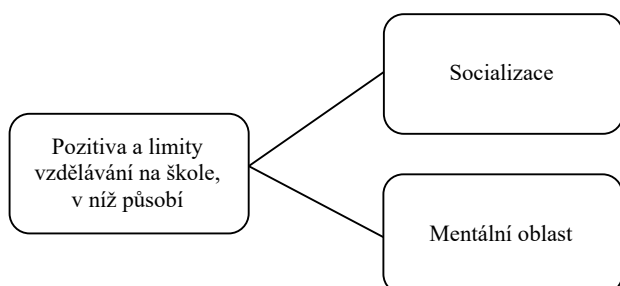 Socializace
Pozitiva a limity
vzdělávání na škole,
v níž působí
Mentální oblast